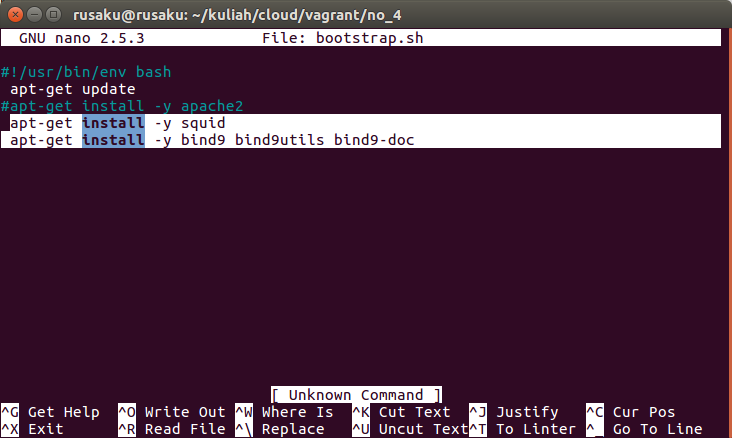 rusaku@rusaku: ~/kuliah/cloud/vagrant/no_4
GNU nano 2.5.3 File: bootstrap.sh
#!/usr/bin/env bash
apt-get update
#apt-get install -y apache2
apt-get install -y squid
apt-get install -y bind9 bind9utils bind9-doc
[ Unknown Command ]
^G Get Help ^O Write Out ^W Where Is ^K Cut Text ^J Justify ^C Cur Pos
^X Exit ^R Read File ^\ Replace ^U Uncut Text ^T To Linter ^_ Go To Line